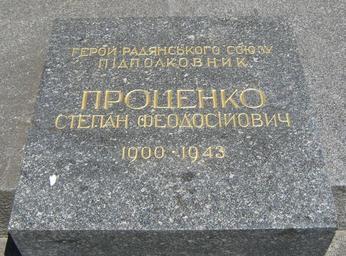 ГЕРОЙ РАДЯНСЬКОГО СОЮЗУ
ПІДПОЛКОВНИК
ПРОЦЕНКО
СТЕПАН ФЕОДОСІЙОВИЧ
1900 · 1943